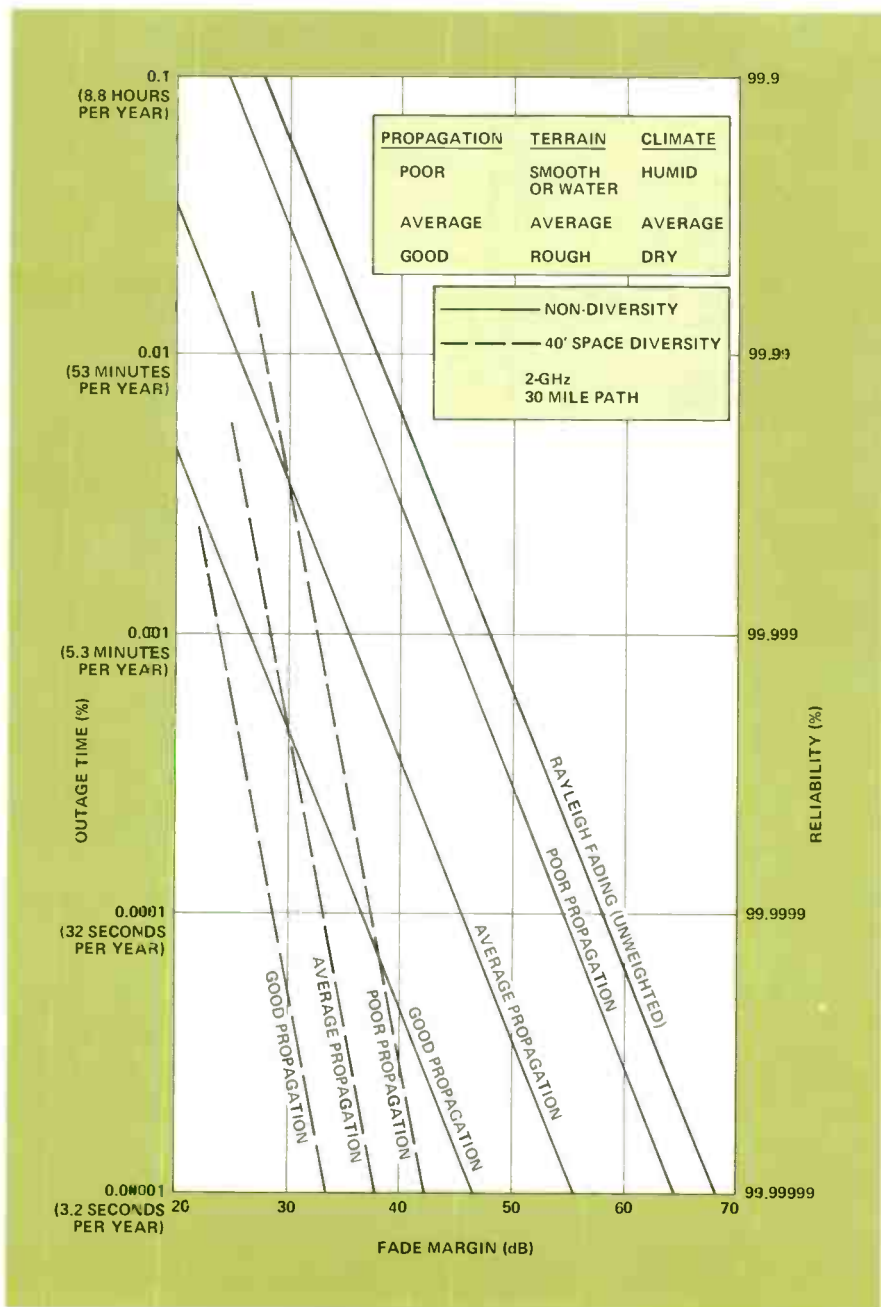 0.1
(8.8 HOURS
PER YEAR)
0.01
(53 MINUTES
PER YEAR)
0.001
(5.3 MINUTES
PER YEAR)
0.0001
(32 SECONDS
PER YEAR)
0.00001
(3.2 SECONDS
PER YEAR)
OUTAGE TIME (%)
PROPAGATION TERRAIN CLIMATE
POOR SMOOTH OR WATER HUMID
AVERAGE AVERAGE AVERAGE
GOOD ROUGH DRY
NON-DIVERSITY
40' SPACE DIVERSITY
2-GHz
30 MILE PATH
GOOD PROPAGATION
AVERAGE PROPAGATION
POOR PROPAGATION
GOOD PROPAGATION
AVERAGE PROPAGATION
POOR PROPAGATION
RAYLEIGH FADING (UNWEIGHTED)
99.9
99.99
99.999
99.9999
99.99999
RELIABILITY (%)
20 30 40 50 60 70
FADE MARGIN (dB)